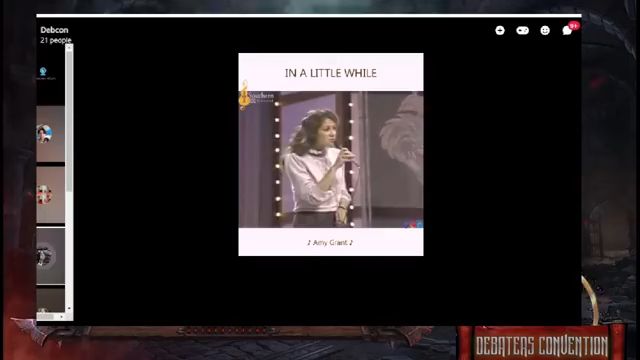 Debcon
21 people
IN A LITTLE WHILE
♪ Amy Grant ♪
DEBATERS CONVENTION